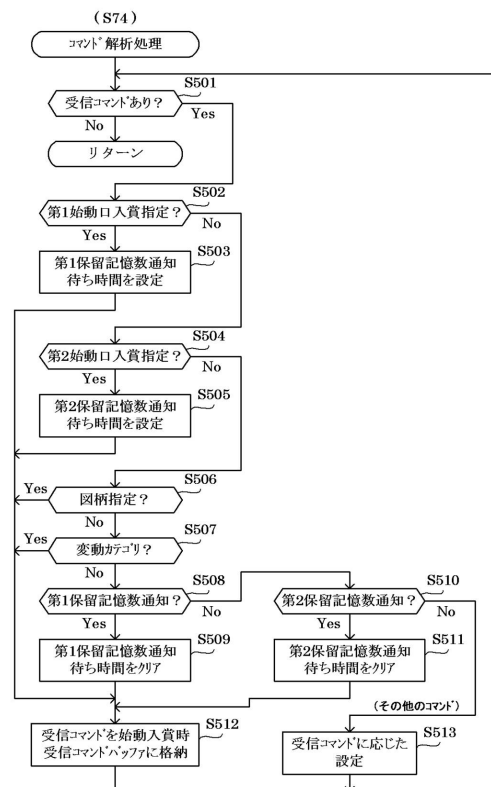 (S74)
コマンド解析処理
S501
受信コマンドあり？
Yes
No
リターン
S502
第1始動口入賞指定？
No
Yes
S503
第1保留記憶数通知
待ち時間を設定
S504
第2始動口入賞指定？
No
Yes
S505
第2保留記憶数通知
待ち時間を設定
S506
Yes
図柄指定？
No
S507
Yes
変動カテゴリ？
No
S508
第1保留記憶数通知？
No
Yes
S510
第2保留記憶数通知？
No
Yes
S509
第1保留記憶数通知
待ち時間をクリア
S511
第2保留記憶数通知
待ち時間をクリア
(その他のコマンド)
S512
受信コマンドを始動入賞時
受信コマンドバッファに格納
S513
受信コマンドに応じた
設定